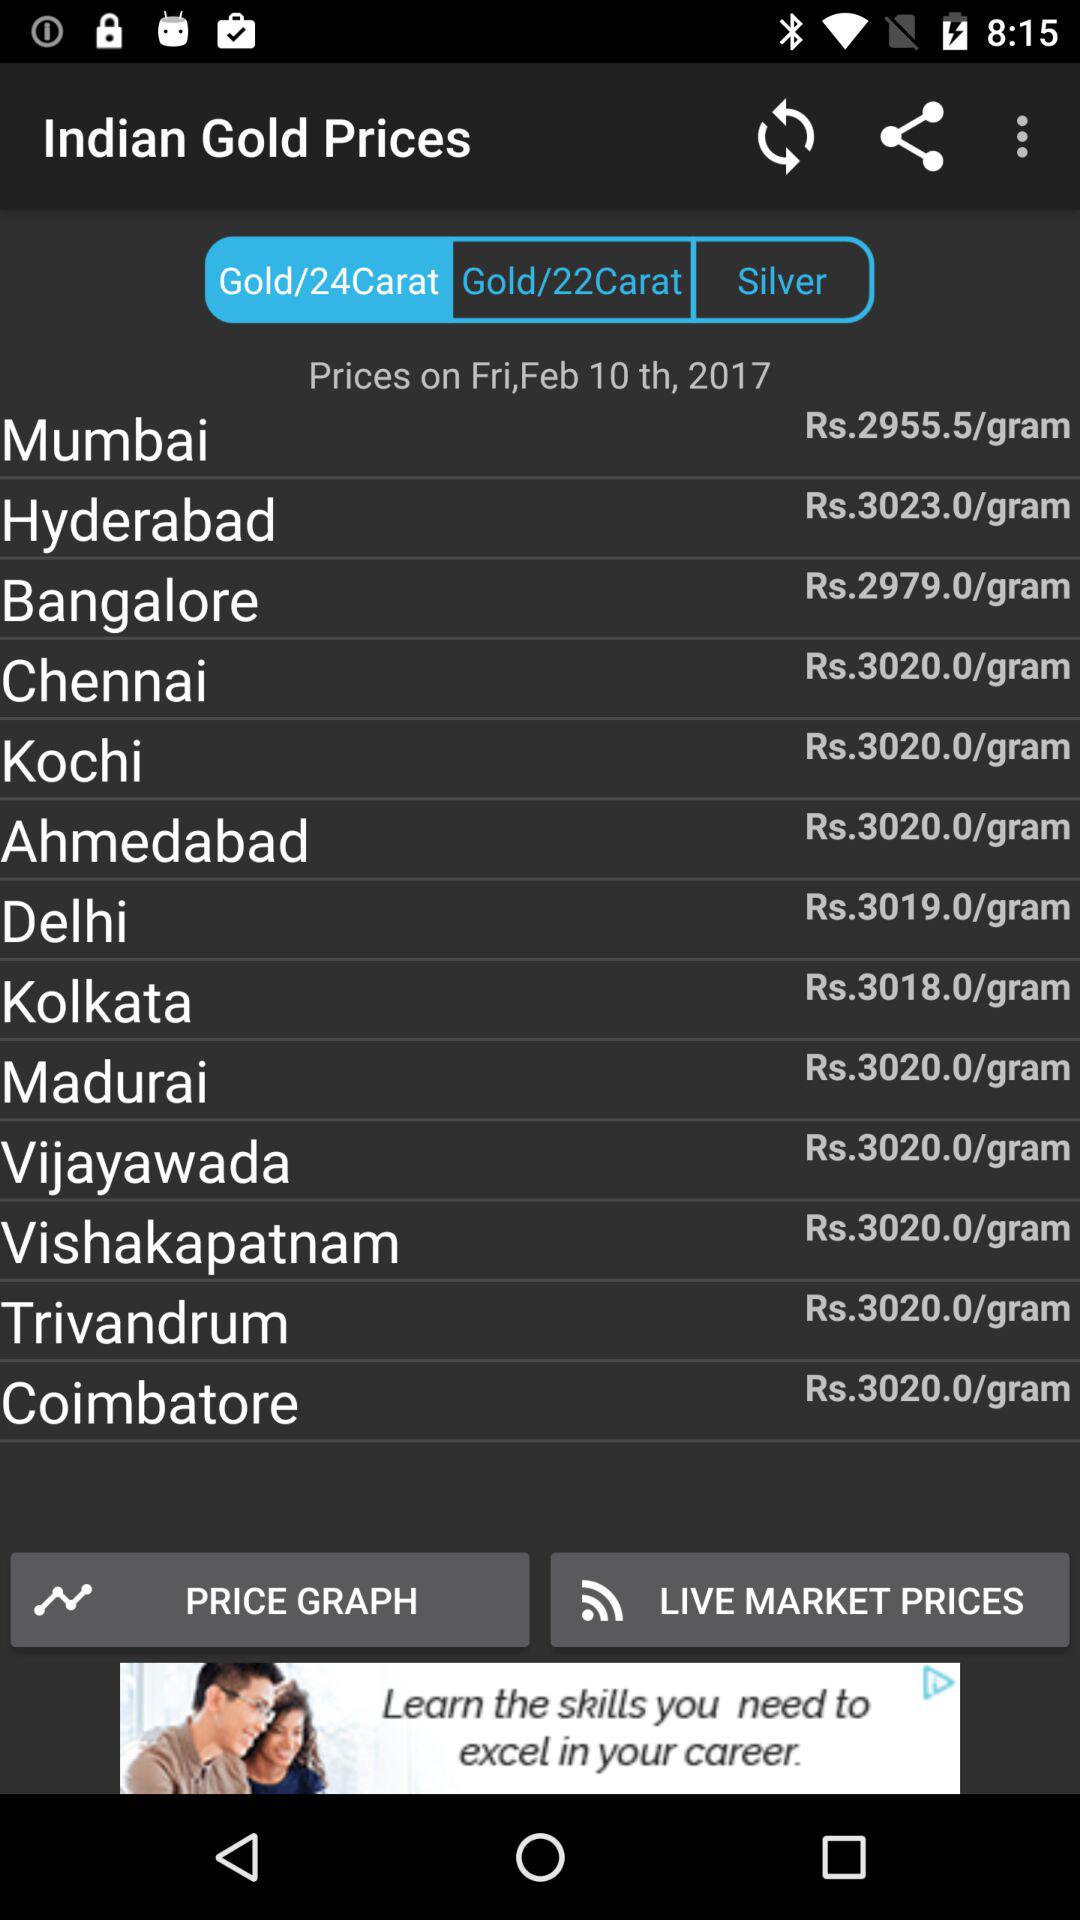 8:15
Indian Gold Prices
Gold/24Carat Gold/22Carat Silver
Prices on Fri,Feb 10 th, 2017
Mumbai Rs.2955.5/gram
Hyderabad Rs.3023.0/gram
Bangalore Rs.2979.0/gram
Chennai Rs.3020.0/gram
Kochi Rs.3020.0/gram
Ahmedabad Rs.3020.0/gram
Delhi Rs.3019.0/gram
Kolkata Rs.3018.0/gram
Madurai Rs.3020.0/gram
Vijayawada Rs.3020.0/gram
Vishakapatnam Rs.3020.0/gram
Trivandrum Rs.3020.0/gram
Coimbatore Rs.3020.0/gram
PRICE GRAPH LIVE MARKET PRICES
Learn the skills you need to
excel in your career.